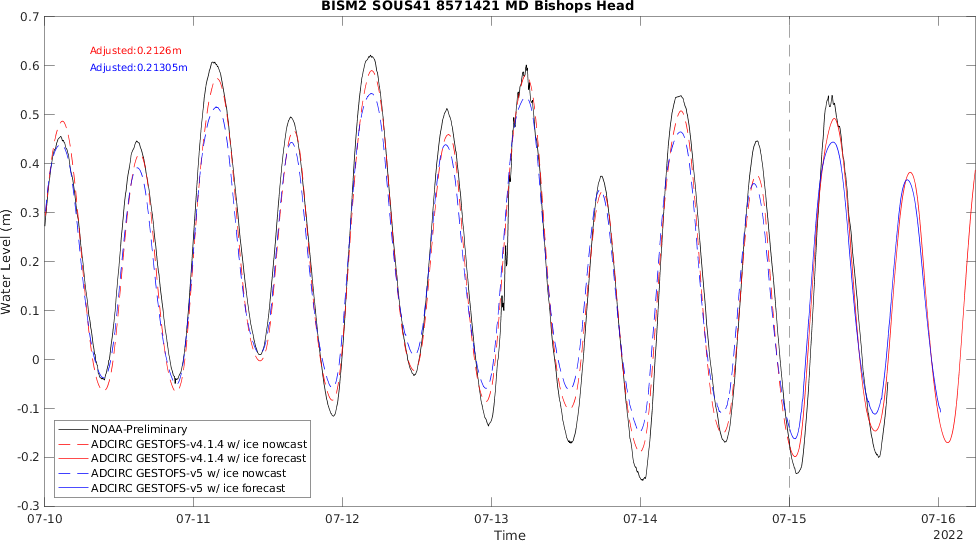 BISM2 SOUS41 8571421 MD Bishops Head
0.7
0.6
0.5
0.4
0.3
0.2
0.1
0
-0.1
-0.2
-0.3
Water Level (m)
Adjusted:0.2126m
Adjusted:0.21305m
NOAA-Preliminary
ADCIRC GESTOFS-v4.1.4 w/ ice nowcast
ADCIRC GESTOFS-v4.1.4 w/ ice forecast
ADCIRC GESTOFS-v5 w/ ice nowcast
ADCIRC GESTOFS-v5 w/ ice forecast
07-10 07-11 07-12 07-13 07-14 07-15 07-16
Time
2022